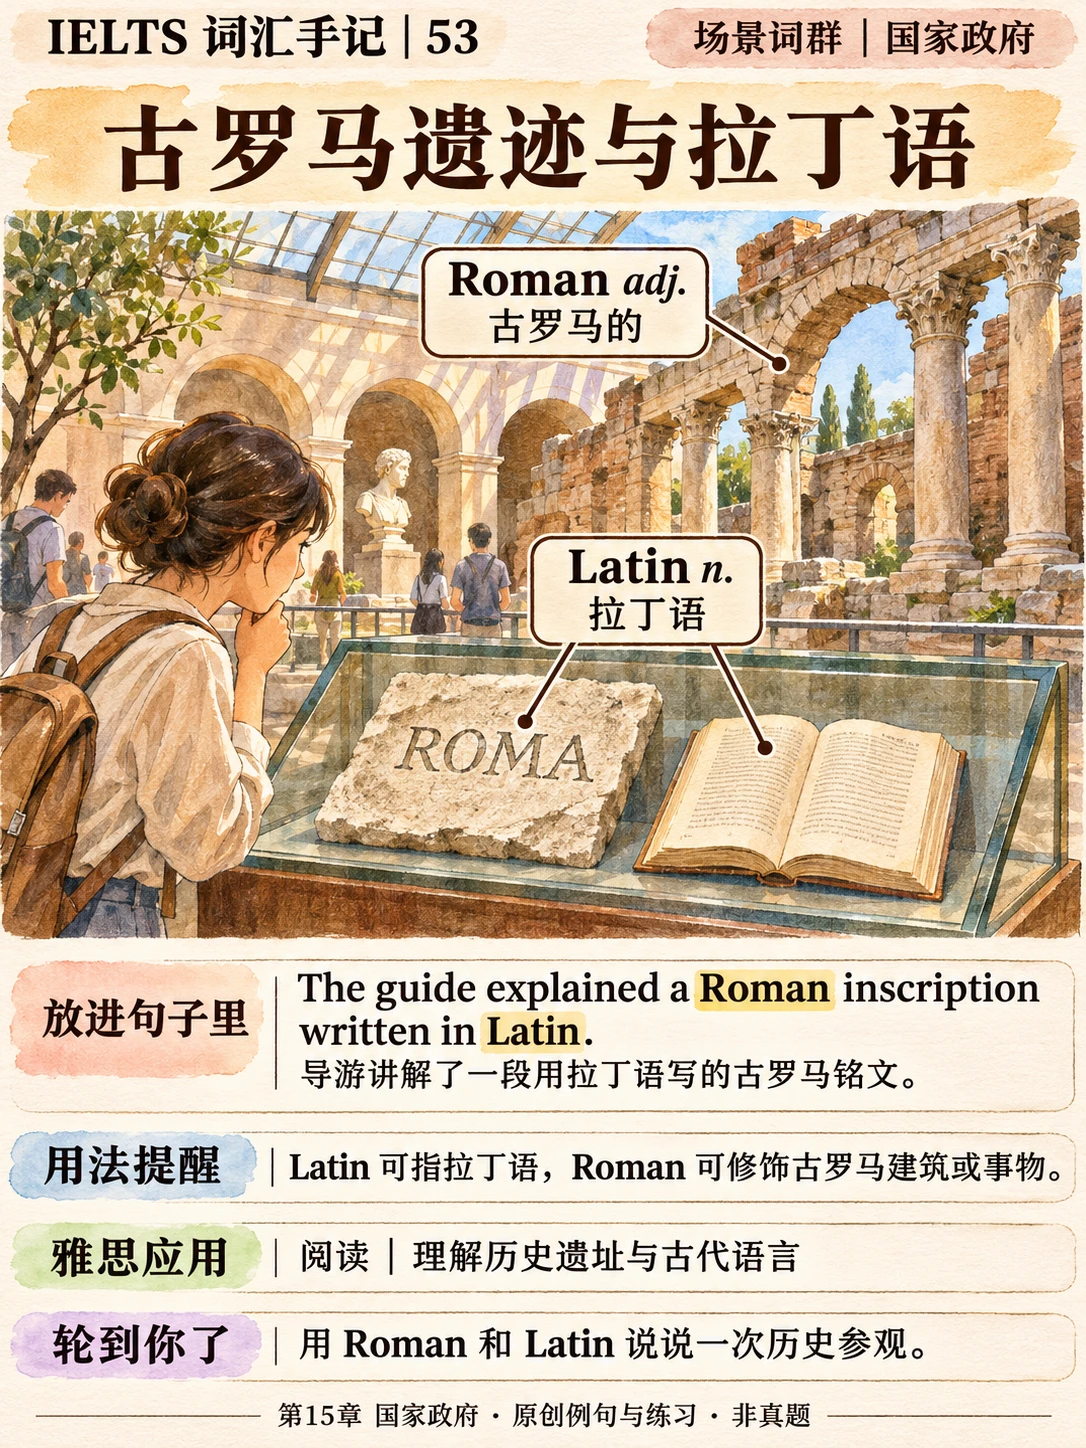 IELTS 词汇手记 | 53
场景词群 | 国家政府
古罗马遗迹与拉丁语
Roman adj.
古罗马的
Latin n.
拉丁语
ROMA
放进句子里
The guide explained a Roman inscription
written in Latin.
导游讲解了一段用拉丁语写的古罗马铭文。
用法提醒 | Latin 可指拉丁语，Roman 可修饰古罗马建筑或事物。
雅思应用 | 阅读 | 理解历史遗址与古代语言
轮到你了 | 用 Roman 和 Latin 说说一次历史参观。
第15章 国家政府 · 原创例句与练习 · 非真题